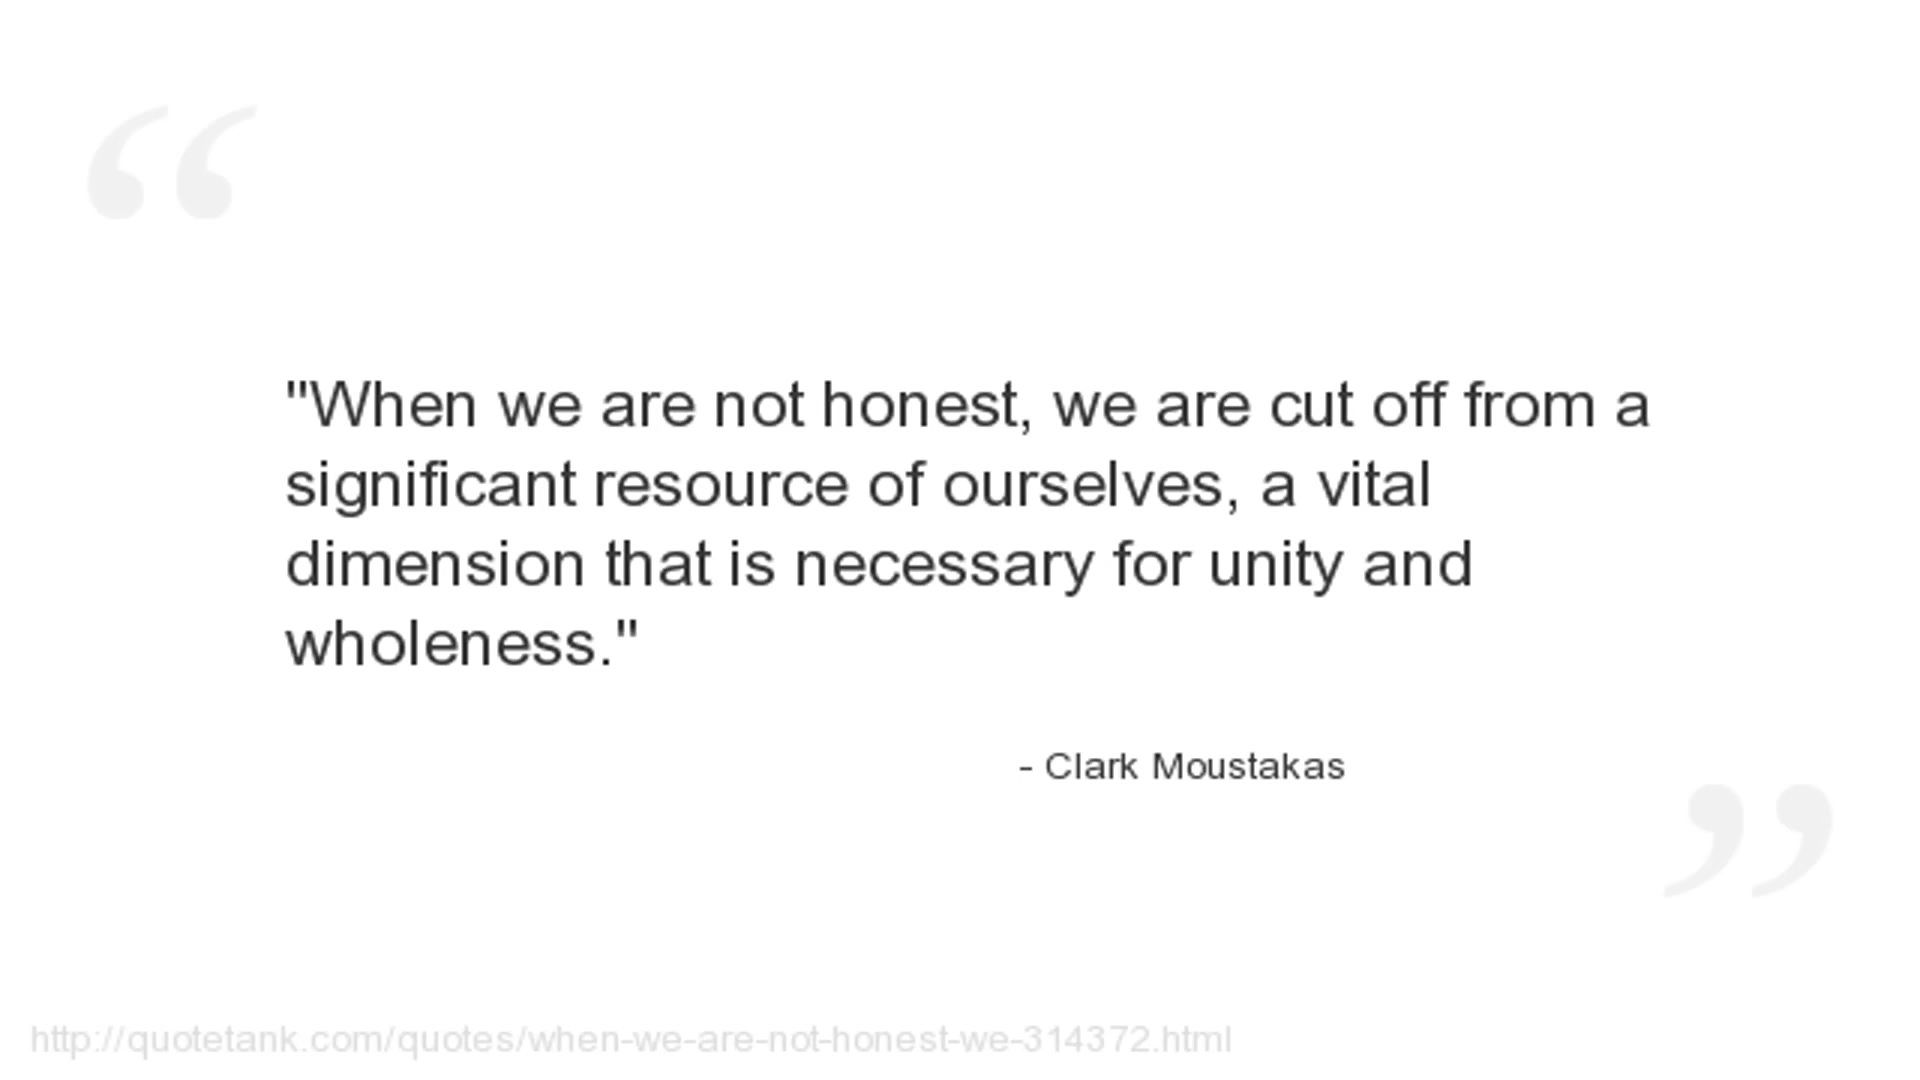 "When we are not honest, we are cut off from a
significant resource of ourselves, a vital
dimension that is necessary for unity and
wholeness."
- Clark Moustakas
http://quotetank.com/quotes/when-we-are-not-honest-we-314372.html